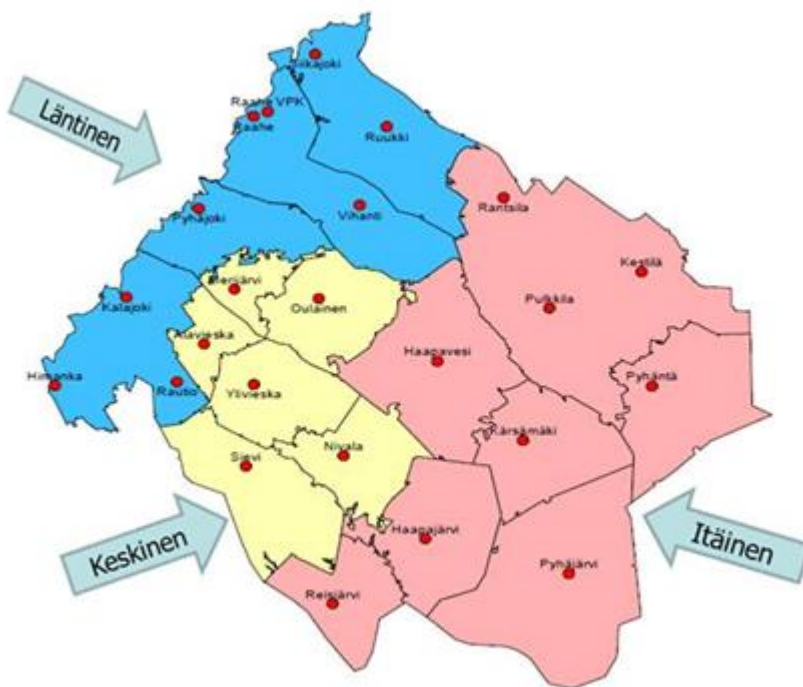 Siikajoki
Raahe VPK
Raahe
Ruukki
Läntinen
Rantsila
Pyhäjoki
Vihanti
Kestilä
Merijärvi
Kalajoki
Oulainen
Pulkkila
Alavieska
Haapavesi
Himanka
Rautio
Ylivieska
Pyhäntä
Kärsämäki
Nivala
Sievi
Keskinen
Haapajärvi
Itäinen
Pyhäjärvi
Reisjärvi